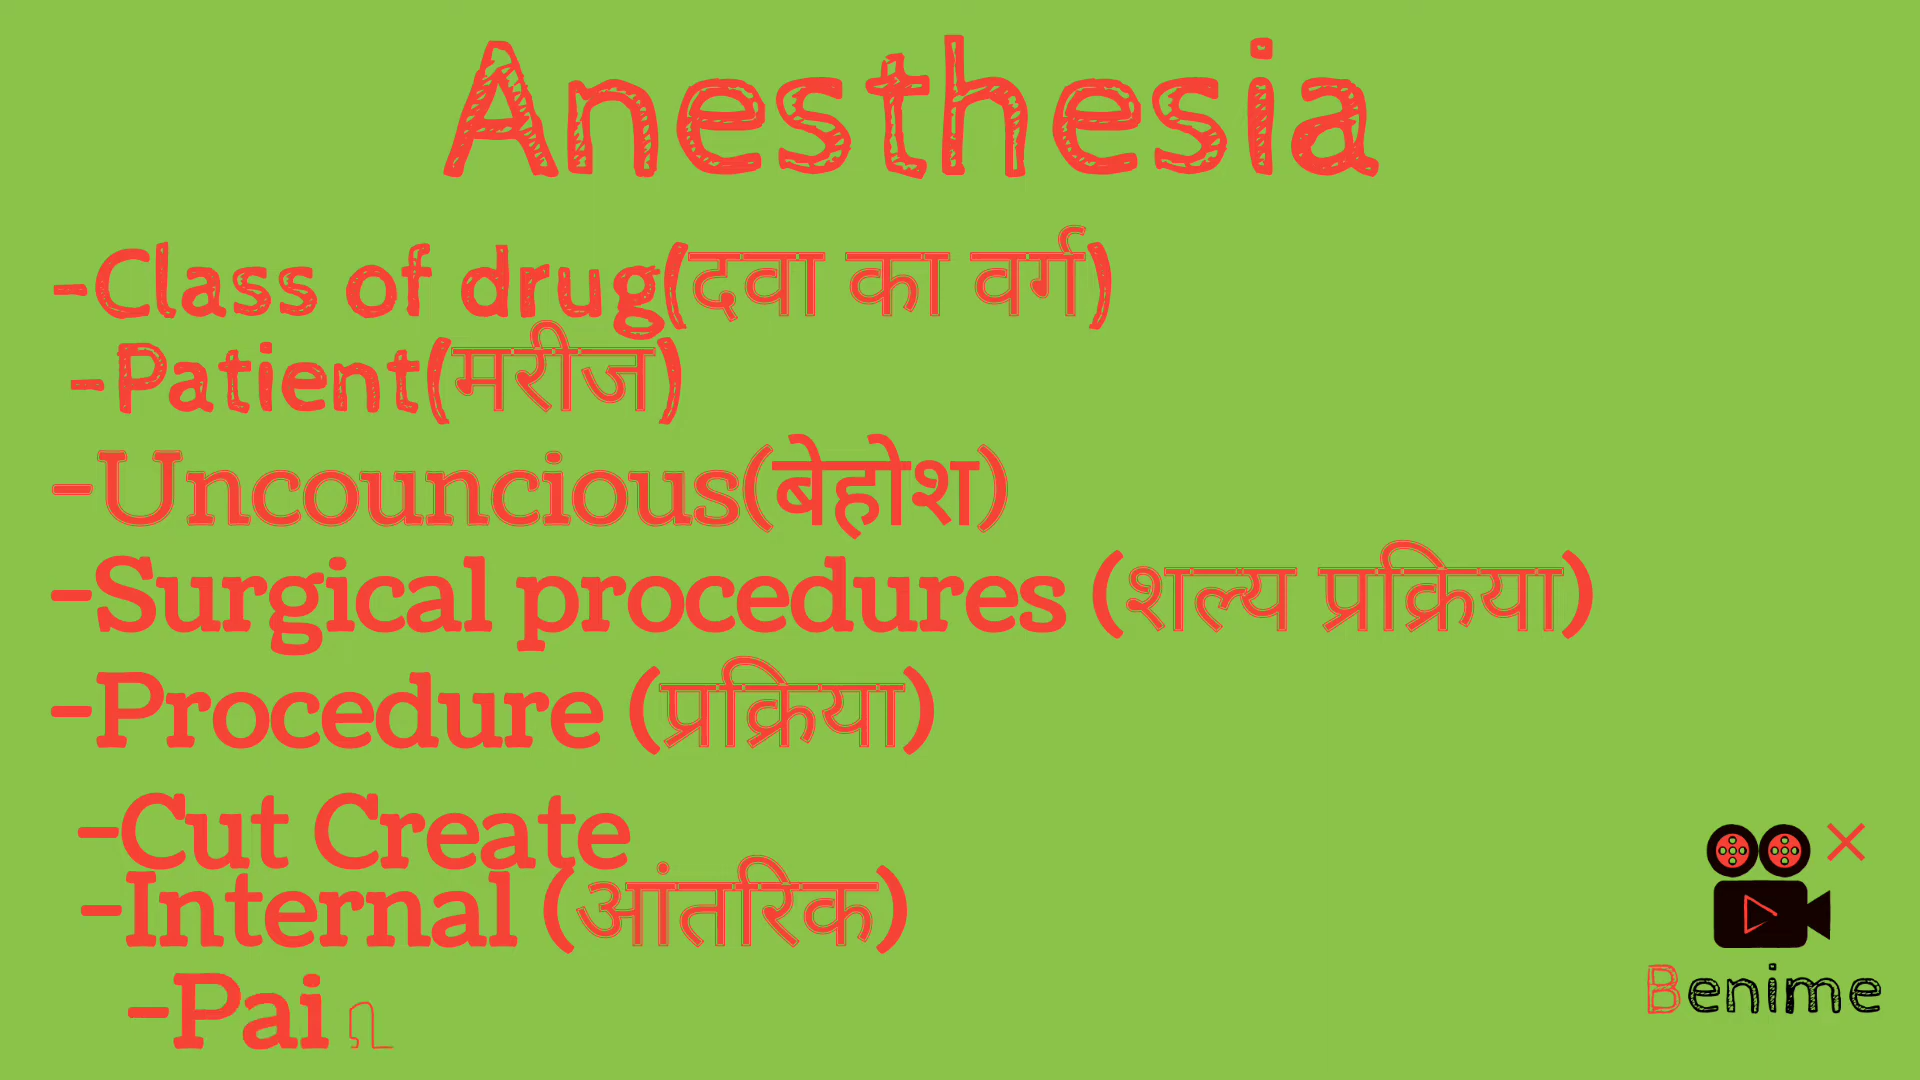 Anesthesia
-Class of drug(दवा का वर्ग)
-Patient(मरीज)
-Uncouncious(बेहोश)
-Surgical procedures (शल्य प्रक्रिया)
-Procedure (प्रक्रिया)
-Cut Create
-Internal (आंतरिक)
-Pain
Benime